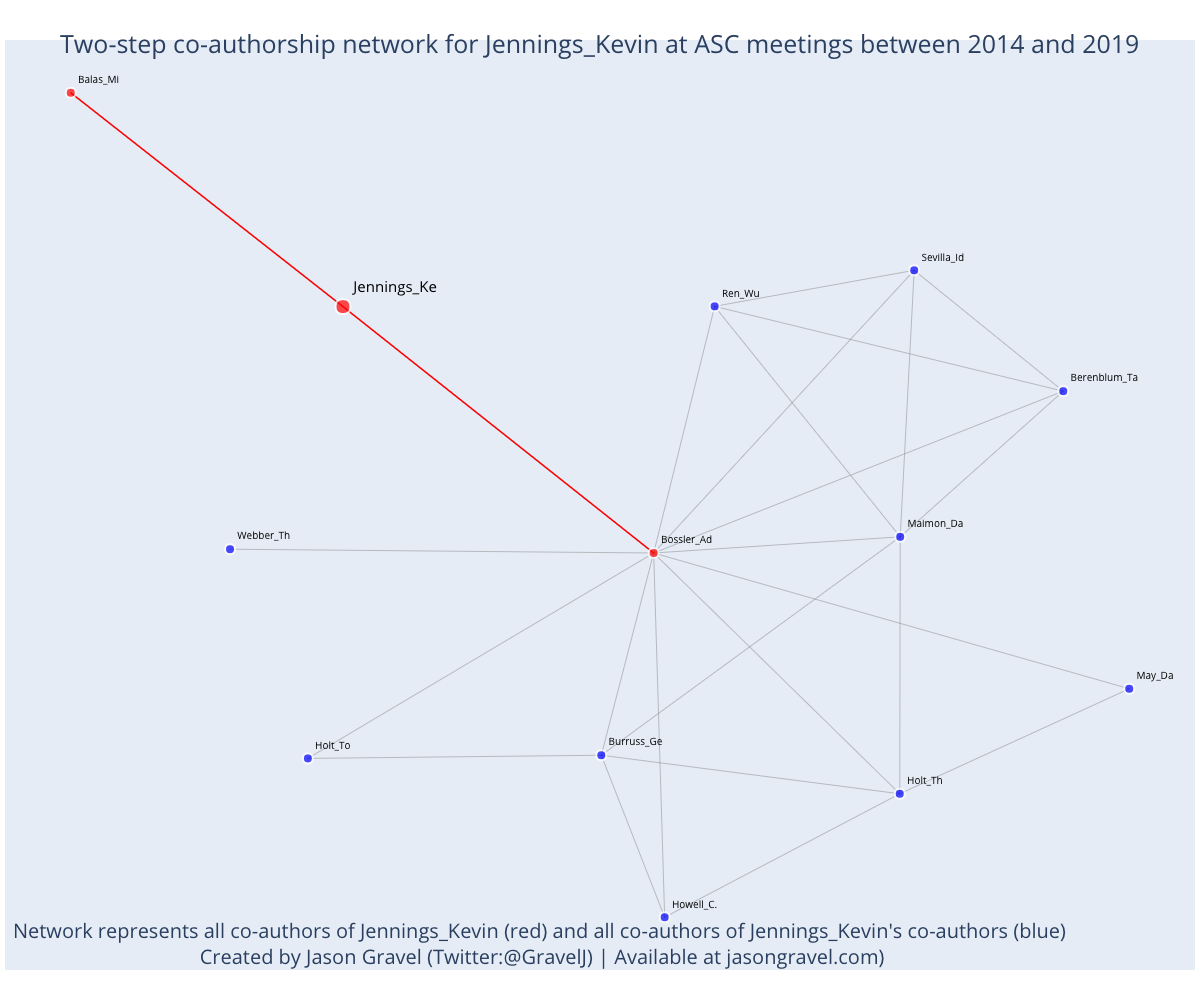 Two-step co-authorship network for Jennings_Kevin at ASC meetings between 2014 and 2019
Balas_Mi
Sevilla_Id
Jennings_Ke
Ren_Wu
Berenblum_Ta
Maimon_Da
Webber_Th
Bossler_Ad
May_Da
Burruss_Ge
Holt_To
Holt_Th
Howell_C.
Network represents all co-authors of Jennings_Kevin (red) and all co-authors of Jennings_Kevin's co-authors (blue)
Created by Jason Gravel (Twitter:@GravelJ) | Available at jasongravel.com)